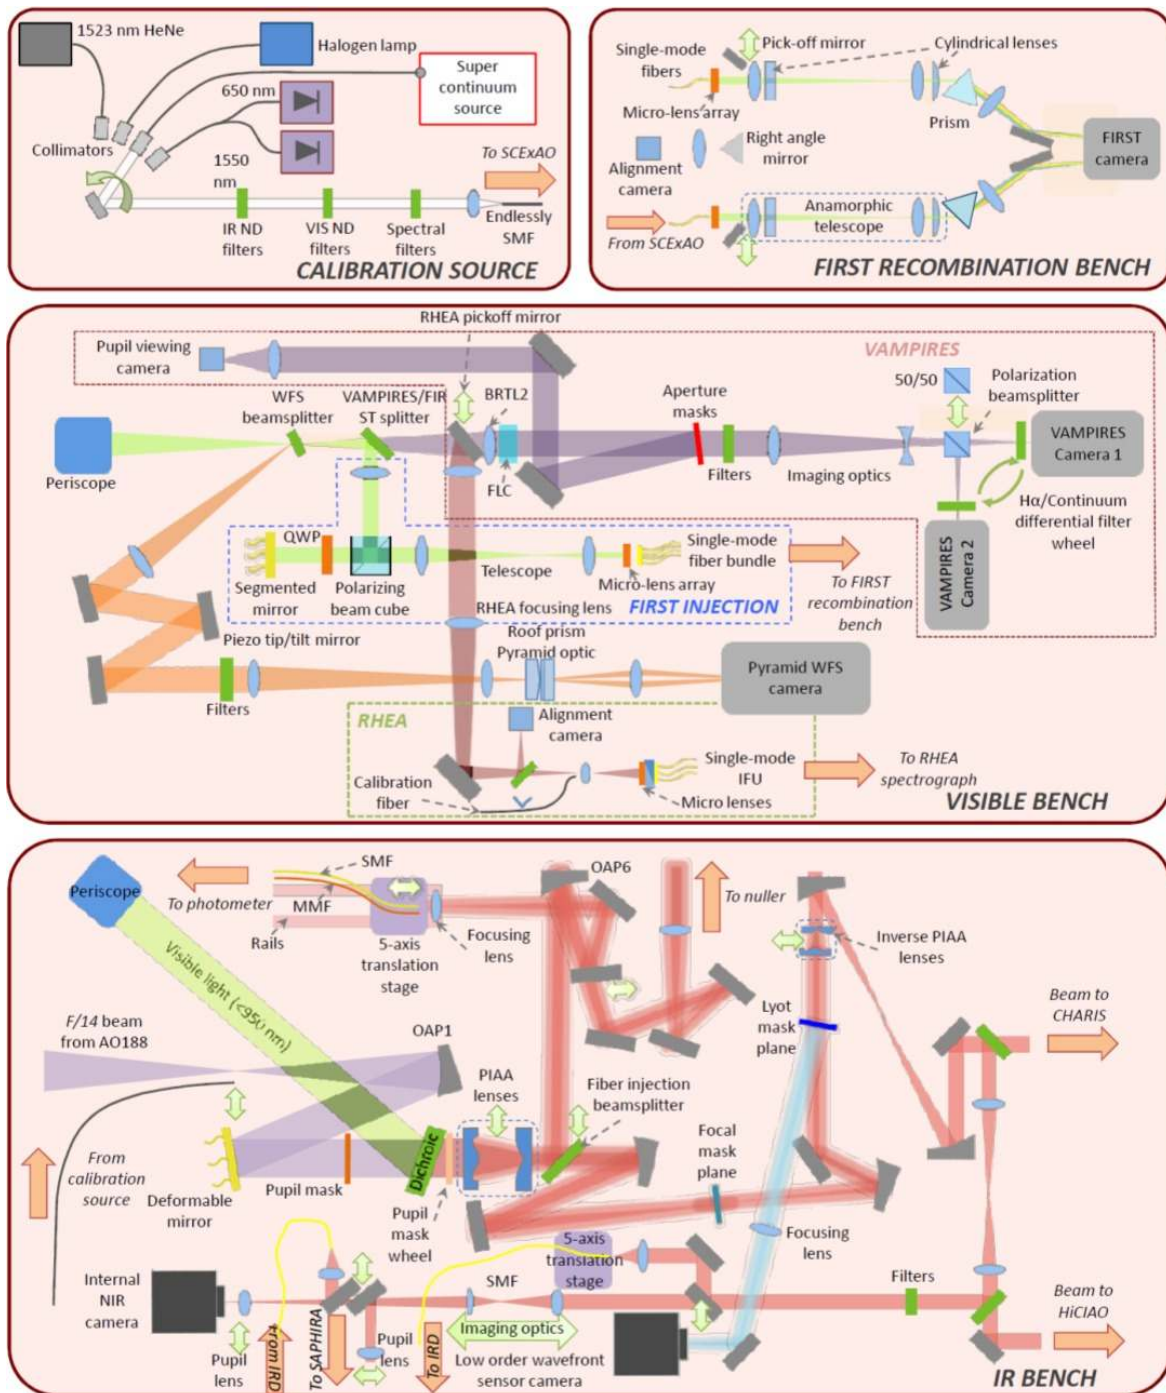 1523 nm HeNe
Halogen lamp
Super
continuum
source
650 nm
Collimators
1550
nm
To SCExAO
IR ND
filters
VIS ND
filters
Spectral
filters
Endlessly
SMF
CALIBRATION SOURCE
Single-mode
fibers
Pick-off mirror
Cylindrical lenses
Micro-lens array
Prism
FIRST
camera
Alignment
camera
Right angle
mirror
From SCExAO
Anamorphic
telescope
FIRST RECOMBINATION BENCH
RHEA pickoff mirror
Pupil viewing
camera
VAMPIRES
WFS
beamsplitter
VAMPIRES/FIR
ST splitter
BRTL2
Aperture
masks
50/50
Polarization
beamsplitter
Periscope
FLC
Filters
Imaging optics
VAMPIRES
Camera 1
Hα/Continuum
differential filter
wheel
VAMPIRES
Camera 2
QWP
Segmented
mirror
Polarizing
beam cube
Telescope
Single-mode
fiber bundle
Micro-lens array
FIRST INJECTION
To FIRST
recombination
bench
RHEA focusing lens
Piezo tip/tilt mirror
Roof prism
Pyramid optic
Filters
Pyramid WFS
camera
RHEA
Alignment
camera
Calibration
fiber
Single-mode
IFU
Micro lenses
To RHEA
spectrograph
VISIBLE BENCH
Periscope
To photometer
SMF
MMF
Rails
5-axis
translation
stage
Focusing
lens
OAP6
To nuller
Inverse PIAA
lenses
Visible light (<950 nm)
F/14 beam
from AO188
OAP1
Lyot
mask
plane
Beam to
CHARIS
PIAA
lenses
Fiber injection
beamsplitter
Focal
mask
plane
From
calibration
source
Deformable
mirror
Pupil mask
Dichroic
Pupil
mask
wheel
Focusing
lens
5-axis
translation
stage
Internal
NIR
camera
SMF
Filters
Beam to
HiCIAO
Pupil
lens
from IRD
To SAPHIRA
Pupil
lens
To IRD
Imaging optics
Low order wavefront
sensor camera
IR BENCH